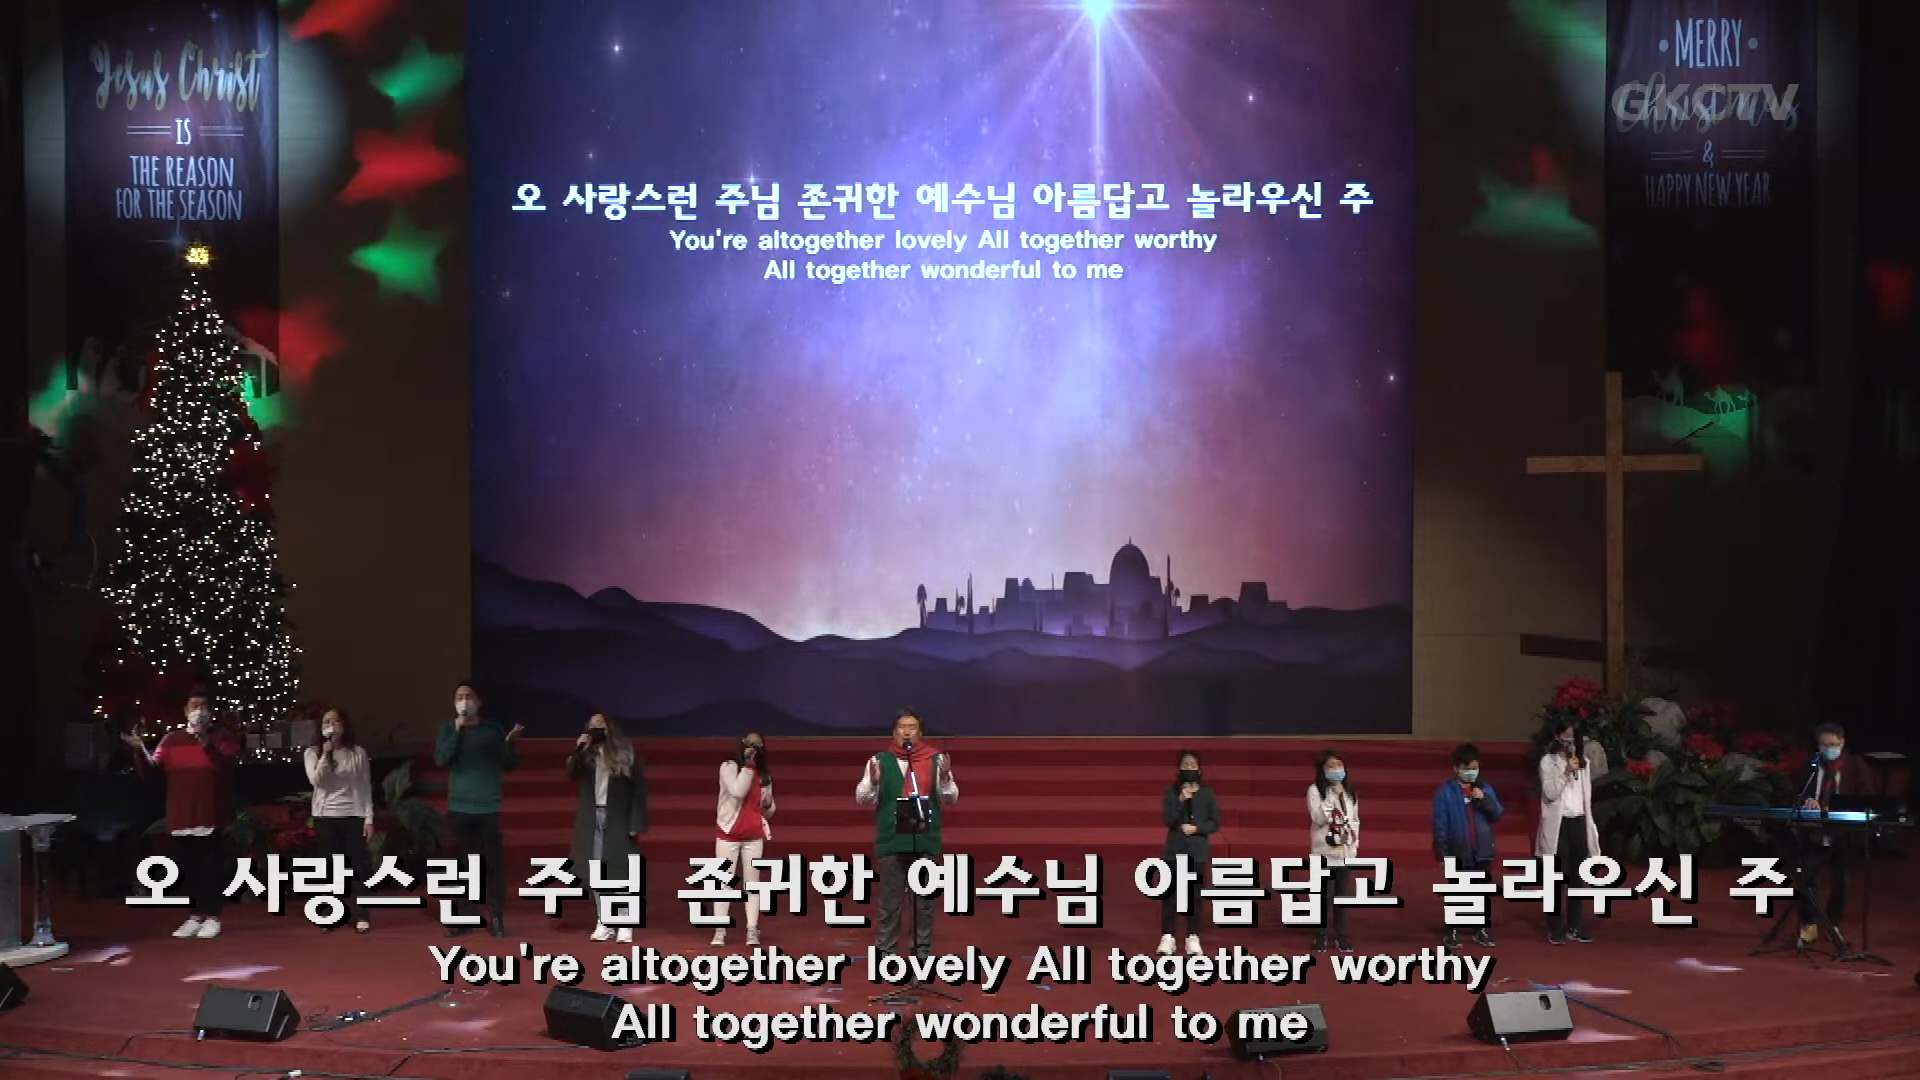 Jesus Christ
IS
THE REASON
FOR THE SEASON
MERRY
Christmas
&
HAPPY NEW YEAR
GKCTV
오 사랑스런 주님 존귀한 예수님 아름답고 놀라우신 주
You're altogether lovely All together worthy
All together wonderful to me
오 사랑스런 주님 존귀한 예수님 아름답고 놀라우신 주
You're altogether lovely All together worthy
All together wonderful to me